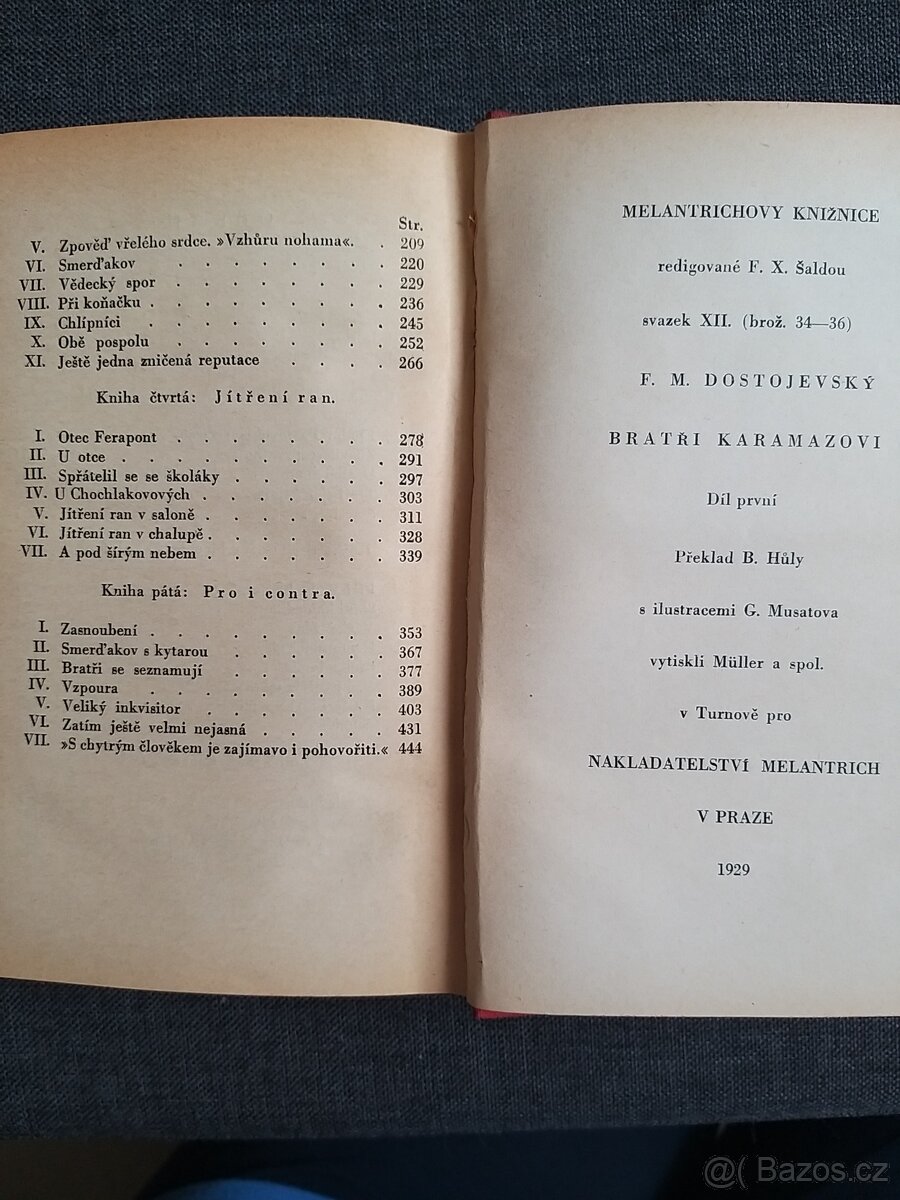 Str.
V. Zpověď vřelého srdce. »Vzhůru nohama«. . 209
VI. Smerďakov . . . . . . . . 220
VII. Vědecký spor . . . . . . . . 229
VIII. Při koňačku . . . . . . . . . 236
IX. Chlípníci . . . . . . . . . 245
X. Obě pospolu . . . . . . . . 252
XI. Ještě jedna zničená reputace . . . . 266
Kniha čtvrtá: Jítření ran.
I. Otec Ferapont . . . . . . . . 278
II. U otce . . . . . . . . . . 291
III. Spřátelil se se školáky . . . . . . 297
IV. U Chochlakovových . . . . . . . 303
V. Jítření ran v saloně . . . . . . . 311
VI. Jítření ran v chalupě . . . . . . . 328
VII. A pod šírým nebem . . . . . . . 339
Kniha pátá: Pro i contra.
I. Zasnoubení . . . . . . . . . 353
II. Smerďakov s kytarou . . . . . . 367
III. Bratři se seznamují . . . . . . . 377
IV. Vzpoura . . . . . . . . . 389
V. Veliký inkvisitor . . . . . . . 403
VI. Zatím ještě velmi nejasná . . . . . 431
VII. »S chytrým člověkem je zajímavo i pohovořiti.« 444
MELANTRICHOVY KNIŽNICE
redigované F. X. Šaldou
svazek XII. (brož. 34—36)
F. M. DOSTOJEVSKÝ
BRATŘI KARAMAZOVI
Díl první
Překlad B. Hůly
s ilustracemi G. Musatova
vytiskli Müller a spol.
v Turnově pro
NAKLADATELSTVÍ MELANTRICH
V PRAZE
1929
@( Bazos.cz